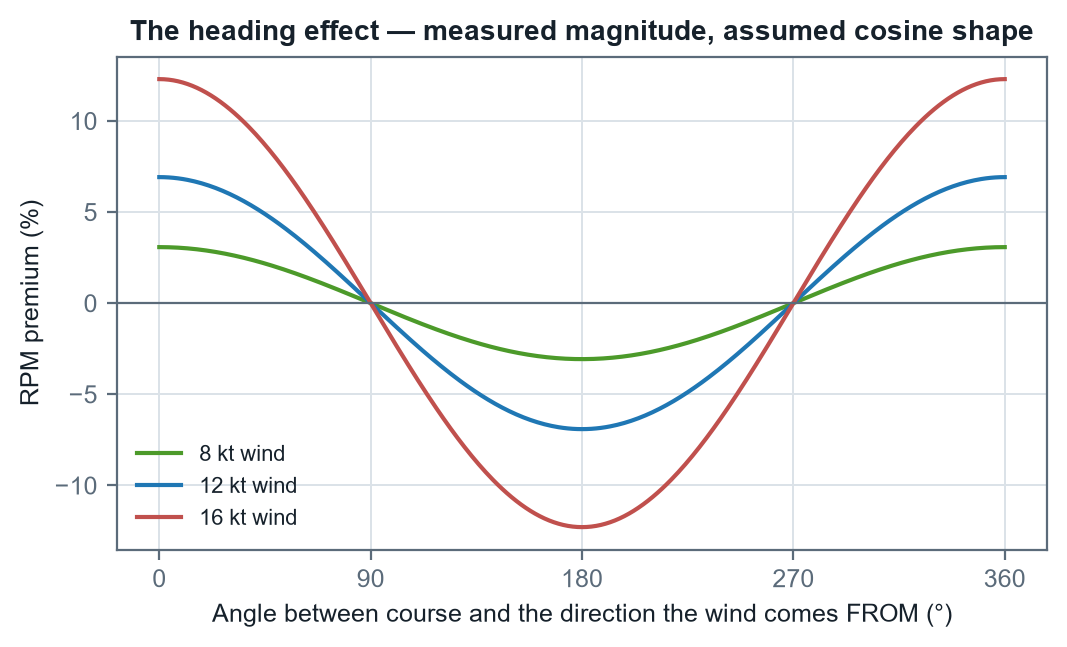 The heading effect — measured magnitude, assumed cosine shape
RPM premium (%)
10
5
0
−5
−10
8 kt wind
12 kt wind
16 kt wind
0 90 180 270 360
Angle between course and the direction the wind comes FROM (°)